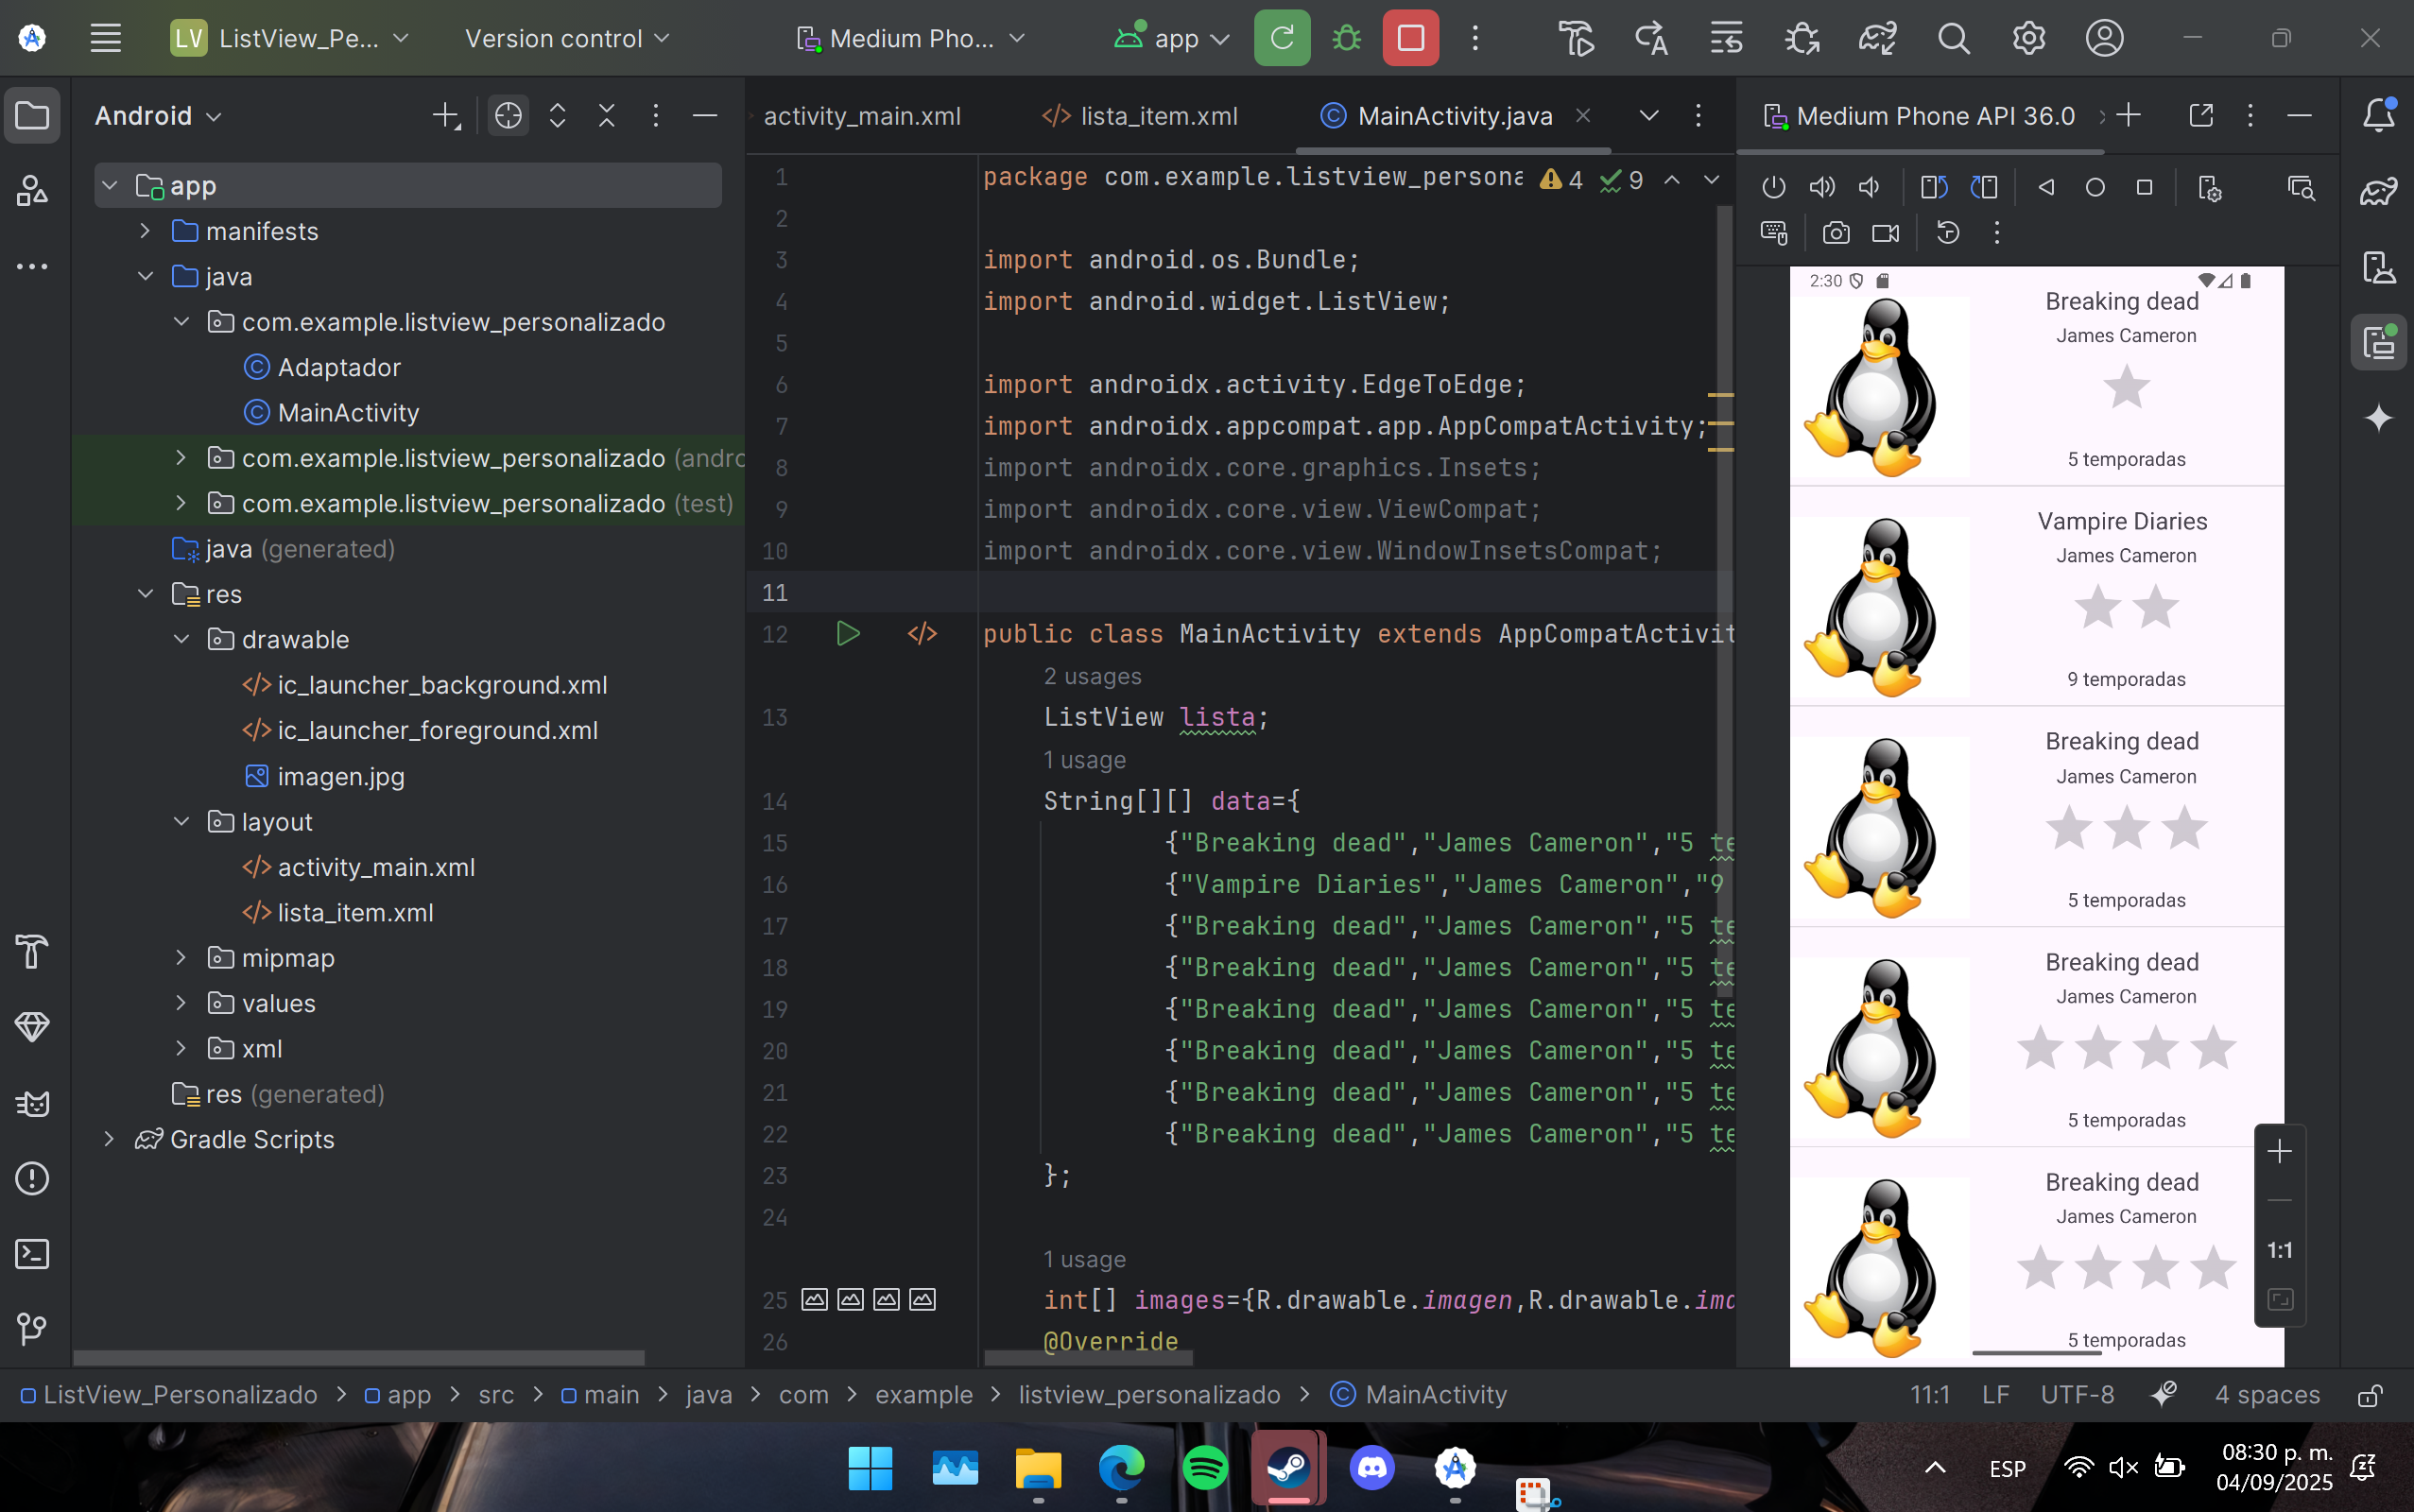 LV ListView_Pe... Version control Medium Pho... app
Android
app
manifests
java
com.example.listview_personalizado
Adaptador
MainActivity
com.example.listview_personalizado (andro
com.example.listview_personalizado (test)
java (generated)
res
drawable
ic_launcher_background.xml
ic_launcher_foreground.xml
imagen.jpg
layout
activity_main.xml
lista_item.xml
mipmap
values
xml
res (generated)
Gradle Scripts
activity_main.xml lista_item.xml MainActivity.java
4 9
1 package com.example.listview_persona
2
3 import android.os.Bundle;
4 import android.widget.ListView;
5
6 import androidx.activity.EdgeToEdge;
7 import androidx.appcompat.app.AppCompatActivity;
8 import androidx.core.graphics.Insets;
9 import androidx.core.view.ViewCompat;
10 import androidx.core.view.WindowInsetsCompat;
11
12 public class MainActivity extends AppCompatActivit
2 usages
13 ListView lista;
1 usage
14 String[][] data={
15 {"Breaking dead","James Cameron","5 te
16 {"Vampire Diaries","James Cameron","9
17 {"Breaking dead","James Cameron","5 te
18 {"Breaking dead","James Cameron","5 te
19 {"Breaking dead","James Cameron","5 te
20 {"Breaking dead","James Cameron","5 te
21 {"Breaking dead","James Cameron","5 te
22 {"Breaking dead","James Cameron","5 te
23 };
24
1 usage
25 int[] images={R.drawable.imagen,R.drawable.ima
26 @Override
Medium Phone API 36.0
2:30
Breaking dead
James Cameron
5 temporadas
Vampire Diaries
James Cameron
9 temporadas
Breaking dead
James Cameron
5 temporadas
Breaking dead
James Cameron
5 temporadas
Breaking dead
James Cameron
5 temporadas
1:1
ListView_Personalizado > app > src > main > java > com > example > listview_personalizado > MainActivity
11:1 LF UTF-8 4 spaces
ESP
08:30 p. m.
04/09/2025